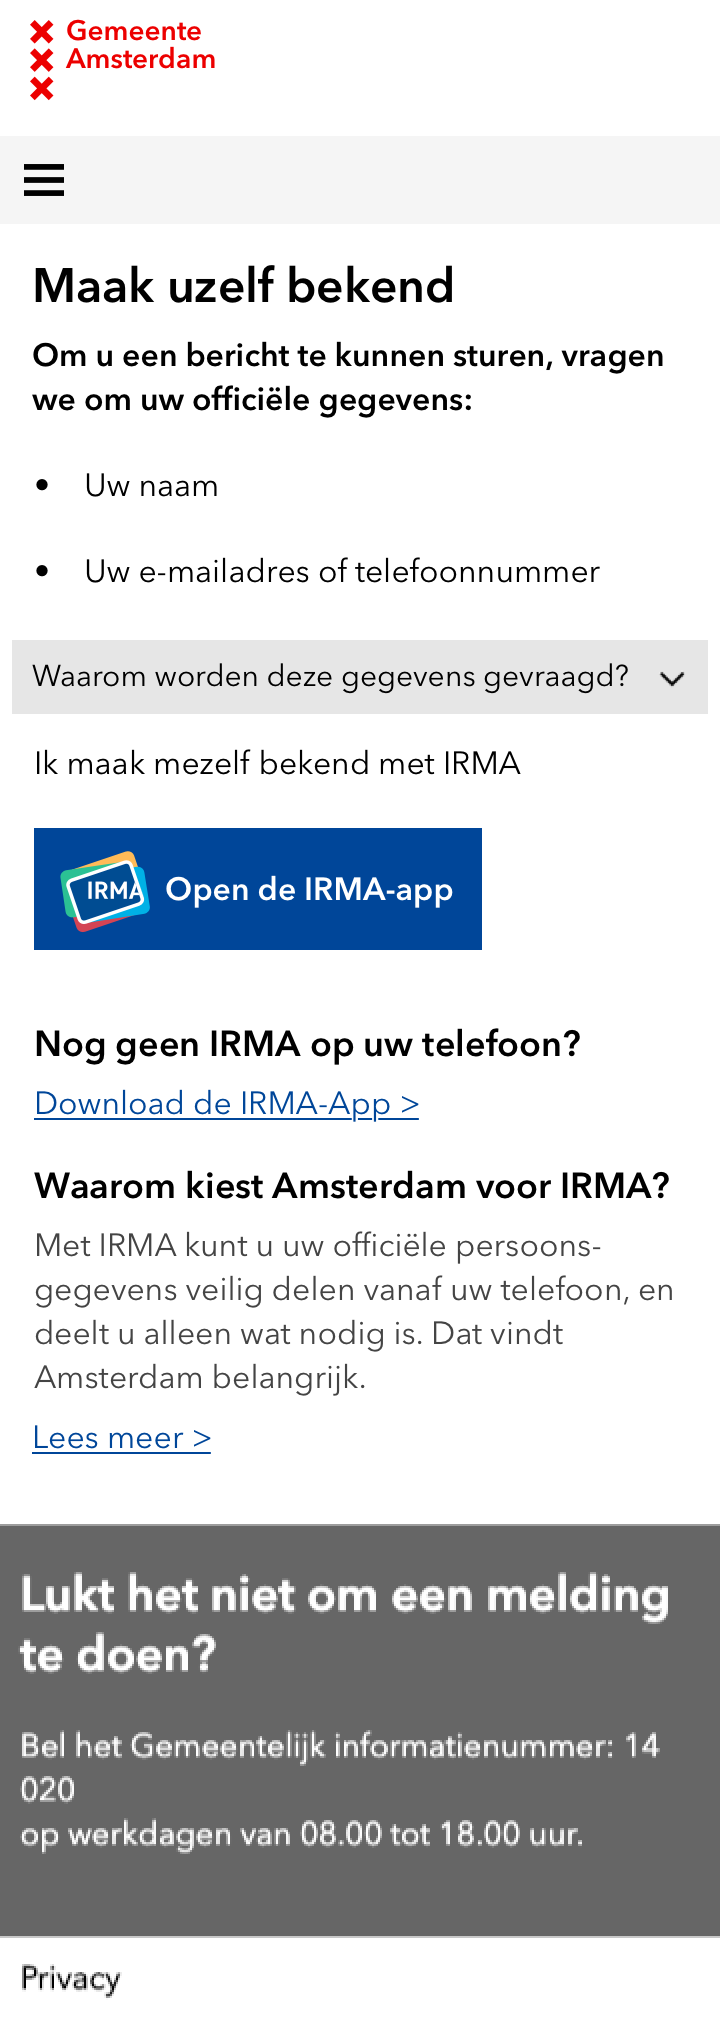 Gemeente
Amsterdam
Maak uzelf bekend
Om u een bericht te kunnen sturen, vragen
we om uw officiële gegevens:
• Uw naam
• Uw e-mailadres of telefoonnummer
Waarom worden deze gegevens gevraagd?
Ik maak mezelf bekend met IRMA
IRMA Open de IRMA-app
Nog geen IRMA op uw telefoon?
Download de IRMA-App >
Waarom kiest Amsterdam voor IRMA?
Met IRMA kunt u uw officiële persoons-
gegevens veilig delen vanaf uw telefoon, en
deelt u alleen wat nodig is. Dat vindt
Amsterdam belangrijk.
Lees meer >
Lukt het niet om een melding
te doen?
Bel het Gemeentelijk informatienummer: 14
020
op werkdagen van 08.00 tot 18.00 uur.
Privacy